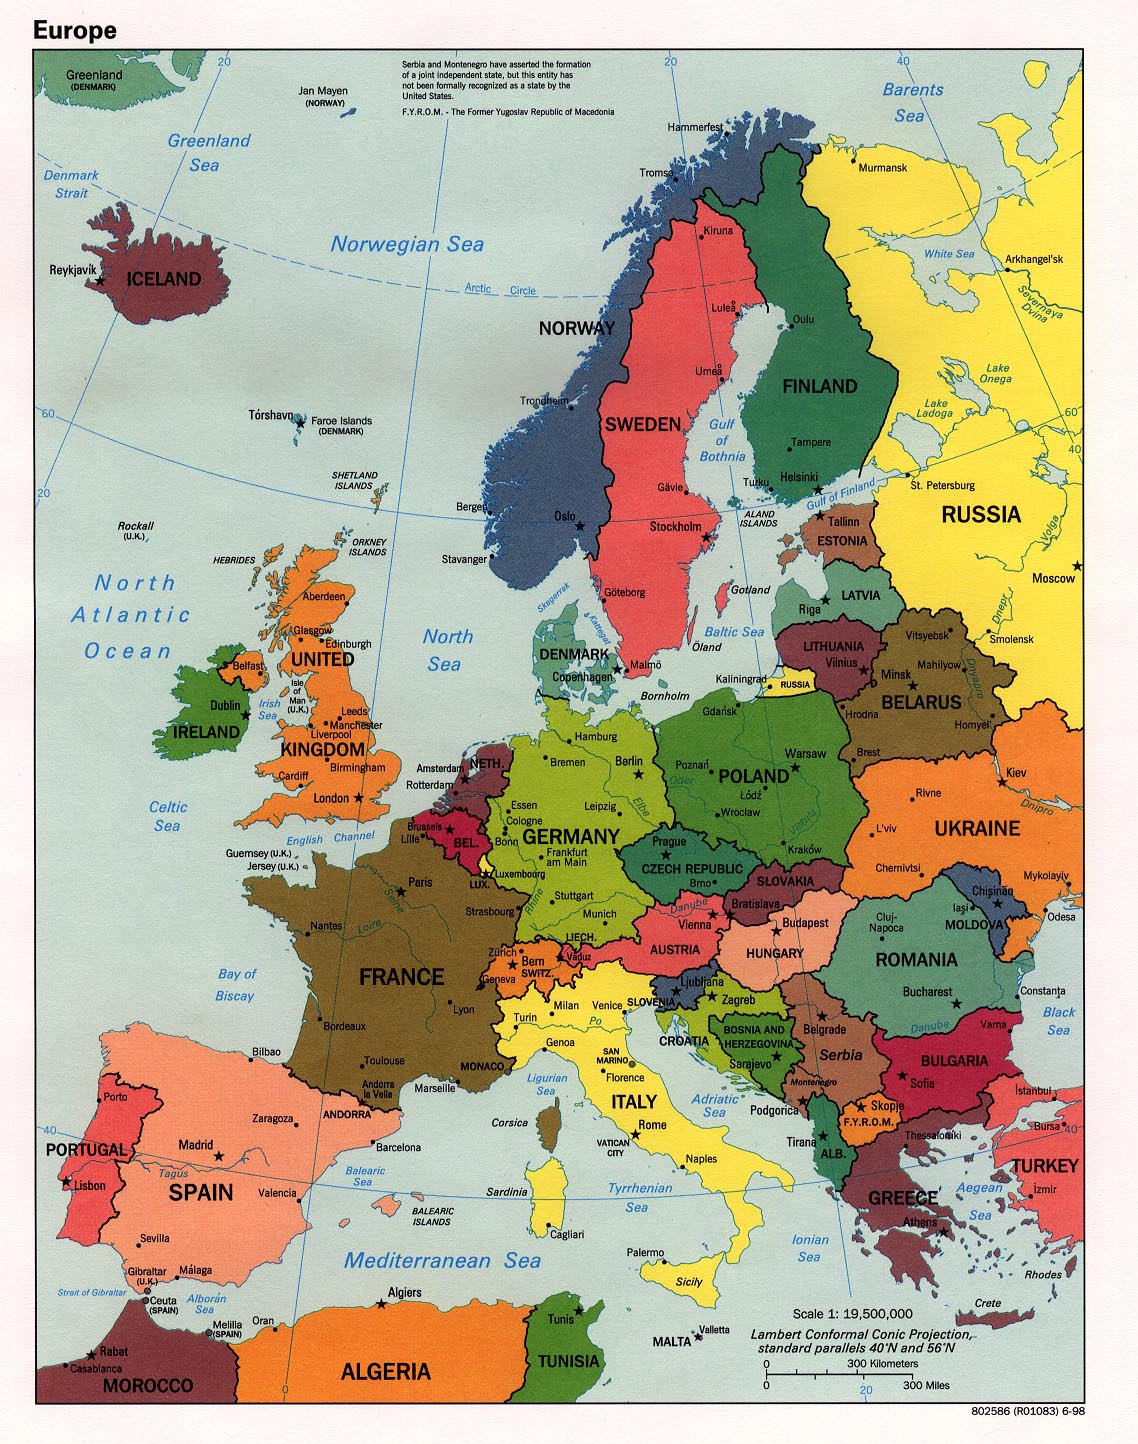 Europe
20
20
40
Greenland
(DENMARK)
Jan Mayen
(NORWAY)
Serbia and Montenegro have asserted the formation
of a joint independent state, but this entity has
not been formally recognized as a state by the
United States.
F.Y.R.O.M. - The Former Yugoslav Republic of Macedonia
Barents
Sea
Hammerfest
Greenland
Sea
Murmansk
Tromsø
Denmark
Strait
Kiruna
Norwegian Sea
White Sea
Arkhangel'sk
Reykjavík
ICELAND
Arctic Circle
Severnaya
Dvina
Luleå
Oulu
NORWAY
Umeå
FINLAND
Lake
Onega
Trondheim
Lake
Ladoga
60
60
Tórshavn
Faroe Islands
(DENMARK)
SWEDEN
Gulf
of
Bothnia
Tampere
40
SHETLAND
ISLANDS
Turku
Helsinki
St. Petersburg
20
Gävle
Gulf of Finland
Bergen
Oslo
ALAND
ISLANDS
Tallinn
RUSSIA
Rockall
(U.K.)
Stockholm
ESTONIA
Volga
ORKNEY
ISLANDS
HEBRIDES
Stavanger
Moscow
North
Atlantic
Ocean
Aberdeen
Skagerrak
Göteborg
Gotland
Riga
LATVIA
Dnepr
Kattegat
North
Sea
Glasgow
Edinburgh
Baltic Sea
Öland
Vitsyebsk
Smolensk
UNITED
KINGDOM
Belfast
DENMARK
Copenhagen
Malmö
LITHUANIA
Vilnius
Mahilyow
Minsk
Dnyapro
Isle
of
Man
(U.K.)
Kaliningrad
RUSSIA
BELARUS
Dublin
Irish
Sea
IRELAND
Bornholm
Gdańsk
Hrodna
Homyel'
Leeds
Manchester
Liverpool
Hamburg
Brest
Birmingham
Amsterdam
NETH.
Bremen
Berlin
Poznań
Warsaw
Kiev
Cardiff
Rotterdam
Oder
POLAND
Dnipro
London
Łódź
Rivne
Celtic
Sea
Essen
Leipzig
Elbe
Wrocław
Vistula
Cologne
Brussels
BEL.
Bonn
GERMANY
L'viv
UKRAINE
English Channel
Lille
Prague
Kraków
Guernsey (U.K.)
Jersey (U.K.)
Frankfurt
am Main
CZECH REPUBLIC
Chernivtsi
Luxembourg
LUX.
Brno
SLOVAKIA
Mykolayiv
Paris
Seine
Rhine
Stuttgart
Danube
Bratislava
Chișinău
Strasbourg
Munich
Vienna
Budapest
Iași
Odesa
Nantes
Loire
LIECH.
Vaduz
AUSTRIA
HUNGARY
Cluj-
Napoca
MOLDOVA
Zürich
Bern
SWITZ.
ROMANIA
Bay of
Biscay
FRANCE
Geneva
Ljubljana
SLOVENIA
Zagreb
Bucharest
Constanța
Lyon
Milan
Venice
Turin
Po
Black
Sea
Bordeaux
CROATIA
BOSNIA AND
HERZEGOVINA
Belgrade
Danube
Varna
Bilbao
Genoa
SAN
MARINO
Sarajevo
Serbia
Toulouse
MONACO
Florence
BULGARIA
Marseille
Ligurian
Sea
Montenegro
Sofia
Andorra
la Vella
ANDORRA
ITALY
Adriatic
Sea
Podgorica
Skopje
F.Y.R.O.M.
İstanbul
Porto
Corsica
Rome
Zaragoza
Bursa
40
40
VATICAN
CITY
Tirana
ALB.
Thessaloníki
PORTUGAL
Madrid
Barcelona
Naples
TURKEY
Tagus
Lisbon
SPAIN
Balearic
Sea
Sardinia
Tyrrhenian
Sea
GREECE
Aegean
Sea
İzmir
Valencia
BALEARIC
ISLANDS
Athens
Sevilla
Cagliari
Ionian
Sea
Mediterranean Sea
Palermo
Gibraltar
(U.K.)
Málaga
Sicily
Rhodes
Strait of Gibraltar
Ceuta
(SPAIN)
Alborán
Sea
Algiers
Crete
Melilla
(SPAIN)
Oran
Tunis
Scale 1: 19,500,000
Lambert Conformal Conic Projection,
standard parallels 40°N and 56°N
Valletta
MALTA
Rabat
Casablanca
0
300 Kilometers
ALGERIA
TUNISIA
MOROCCO
0
300 Miles
0
20
802586 (R01083) 6-98